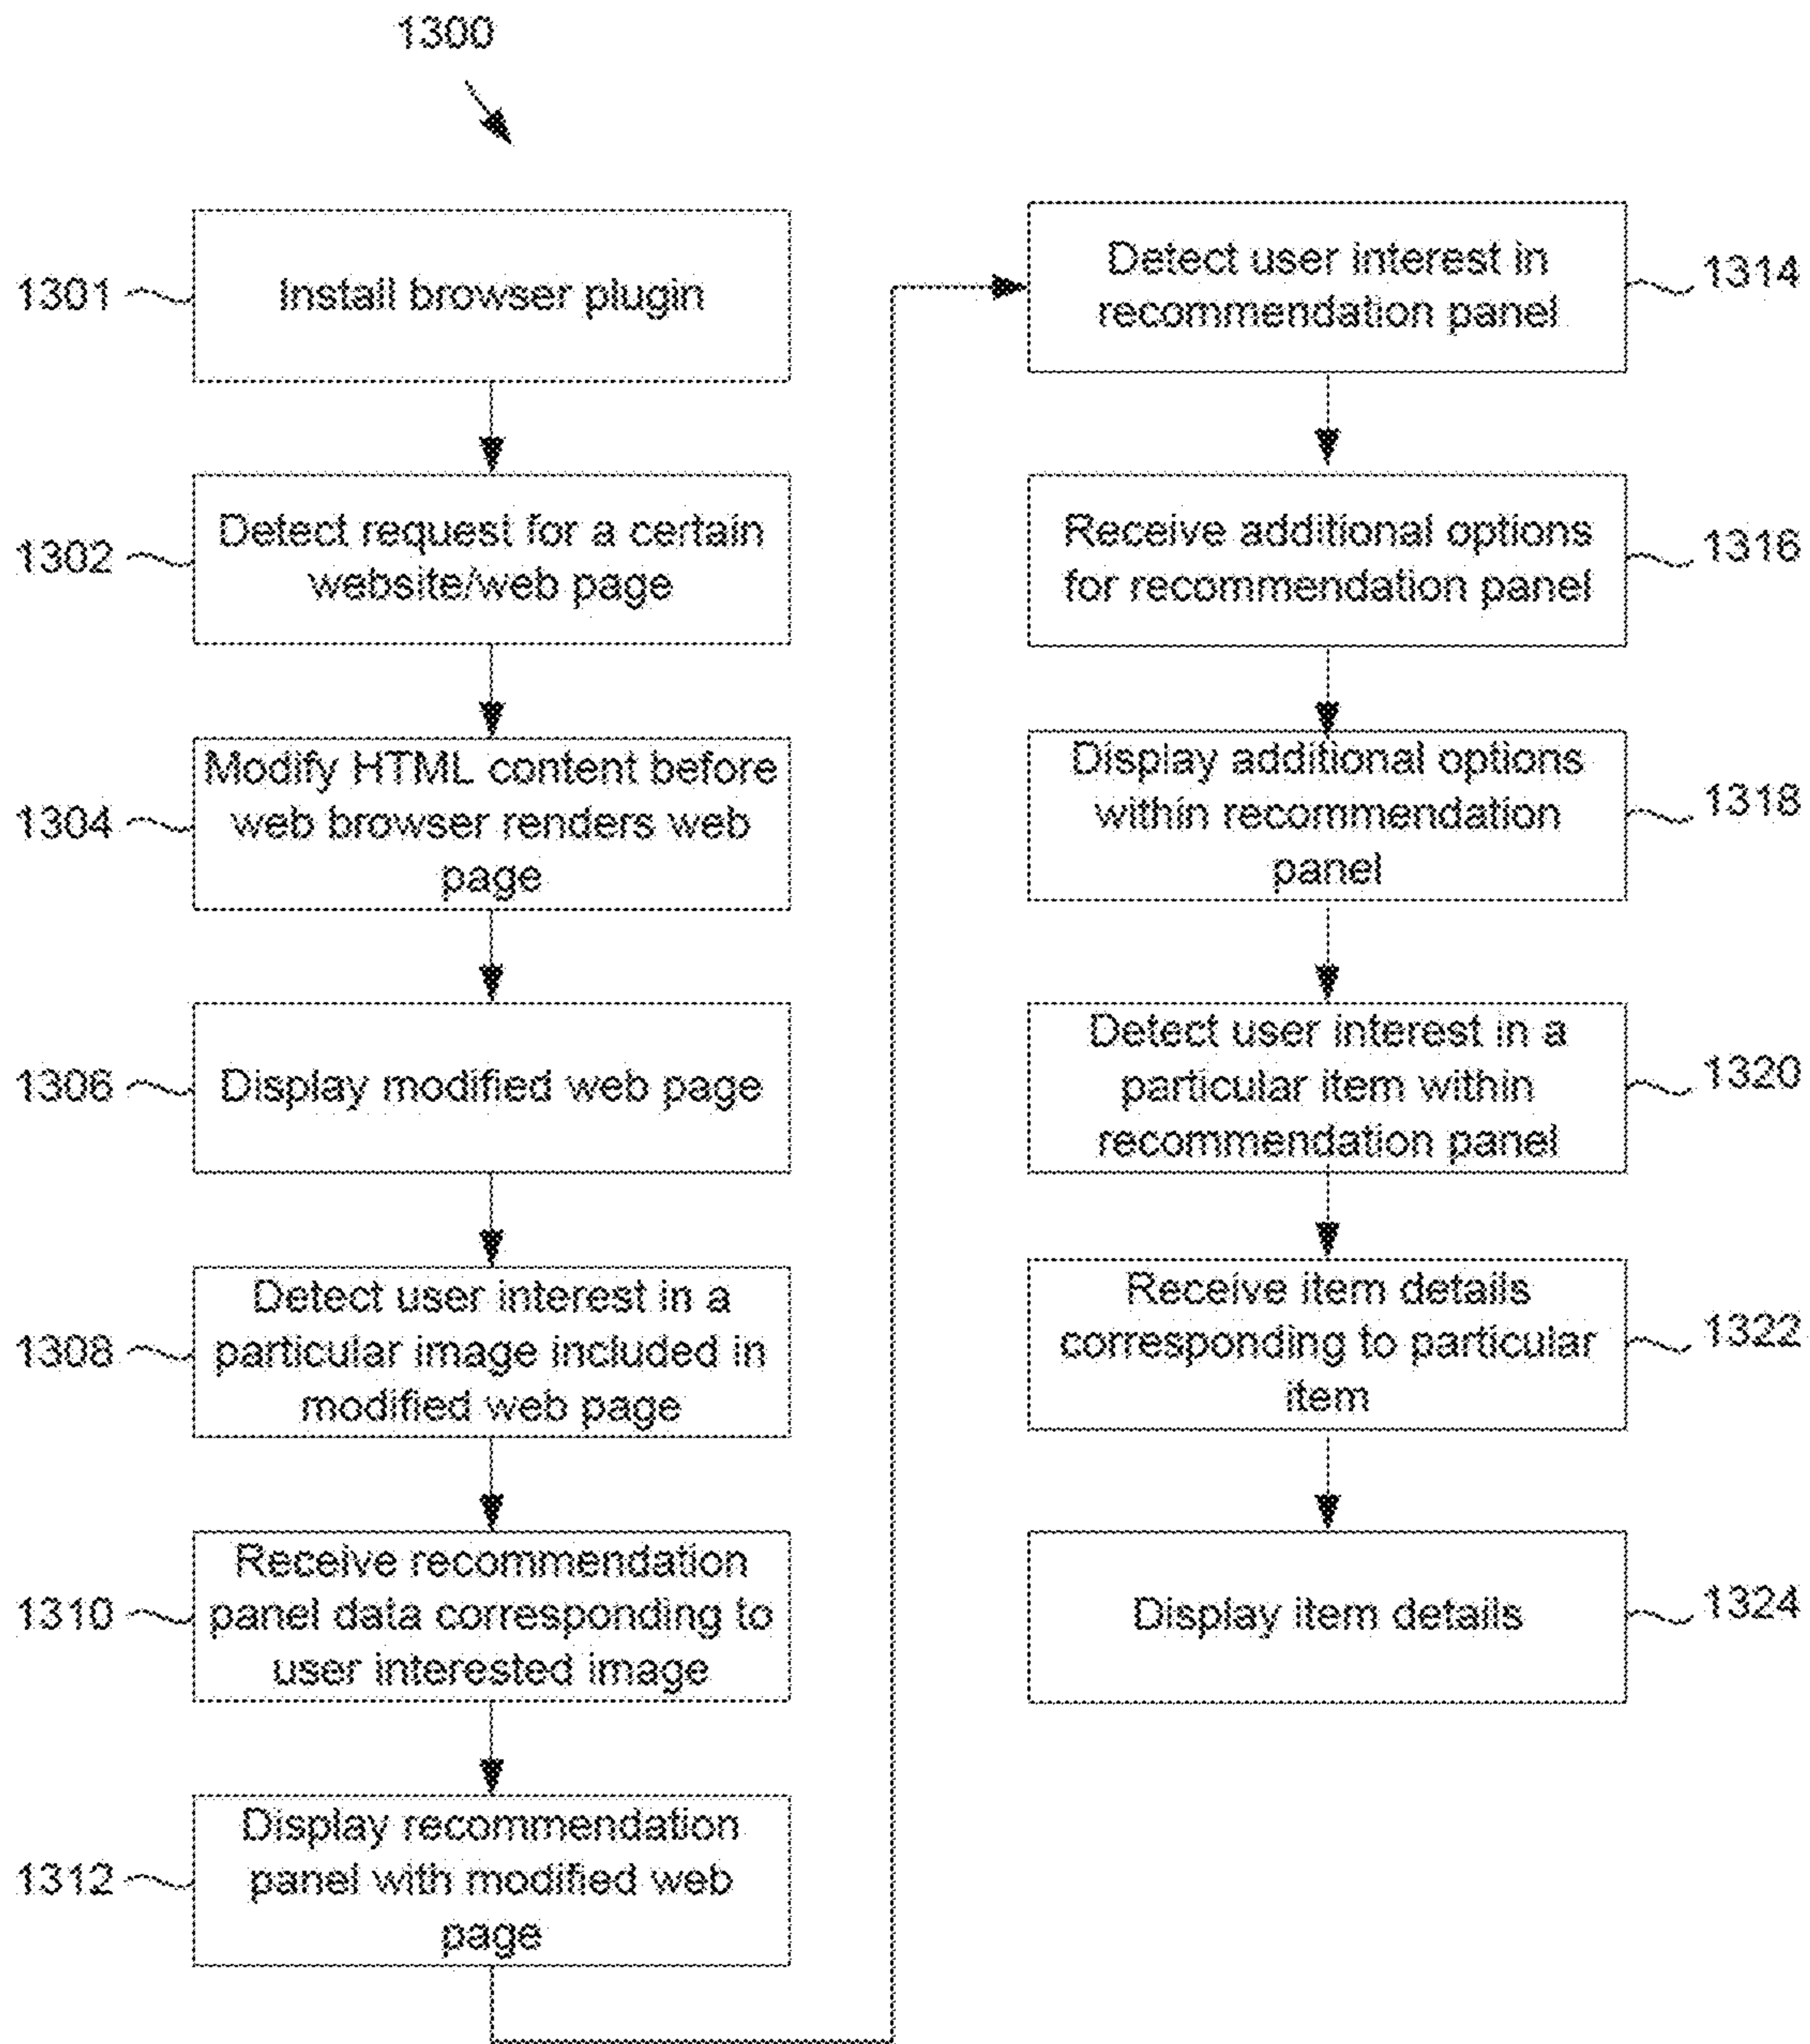 1300
1301
Install browser plugin
1302
Detect request for a certain
website/web page
1304
Modify HTML content before
web browser renders web
page
1306
Display modified web page
1308
Detect user interest in a
particular image included in
modified web page
1310
Receive recommendation
panel data corresponding to
user interested image
1312
Display recommendation
panel with modified web
page
Detect user interest in
recommendation panel
1314
Receive additional options
for recommendation panel
1316
Display additional options
within recommendation
panel
1318
Detect user interest in a
particular item within
recommendation panel
1320
Receive item details
corresponding to particular
item
1322
Display item details
1324